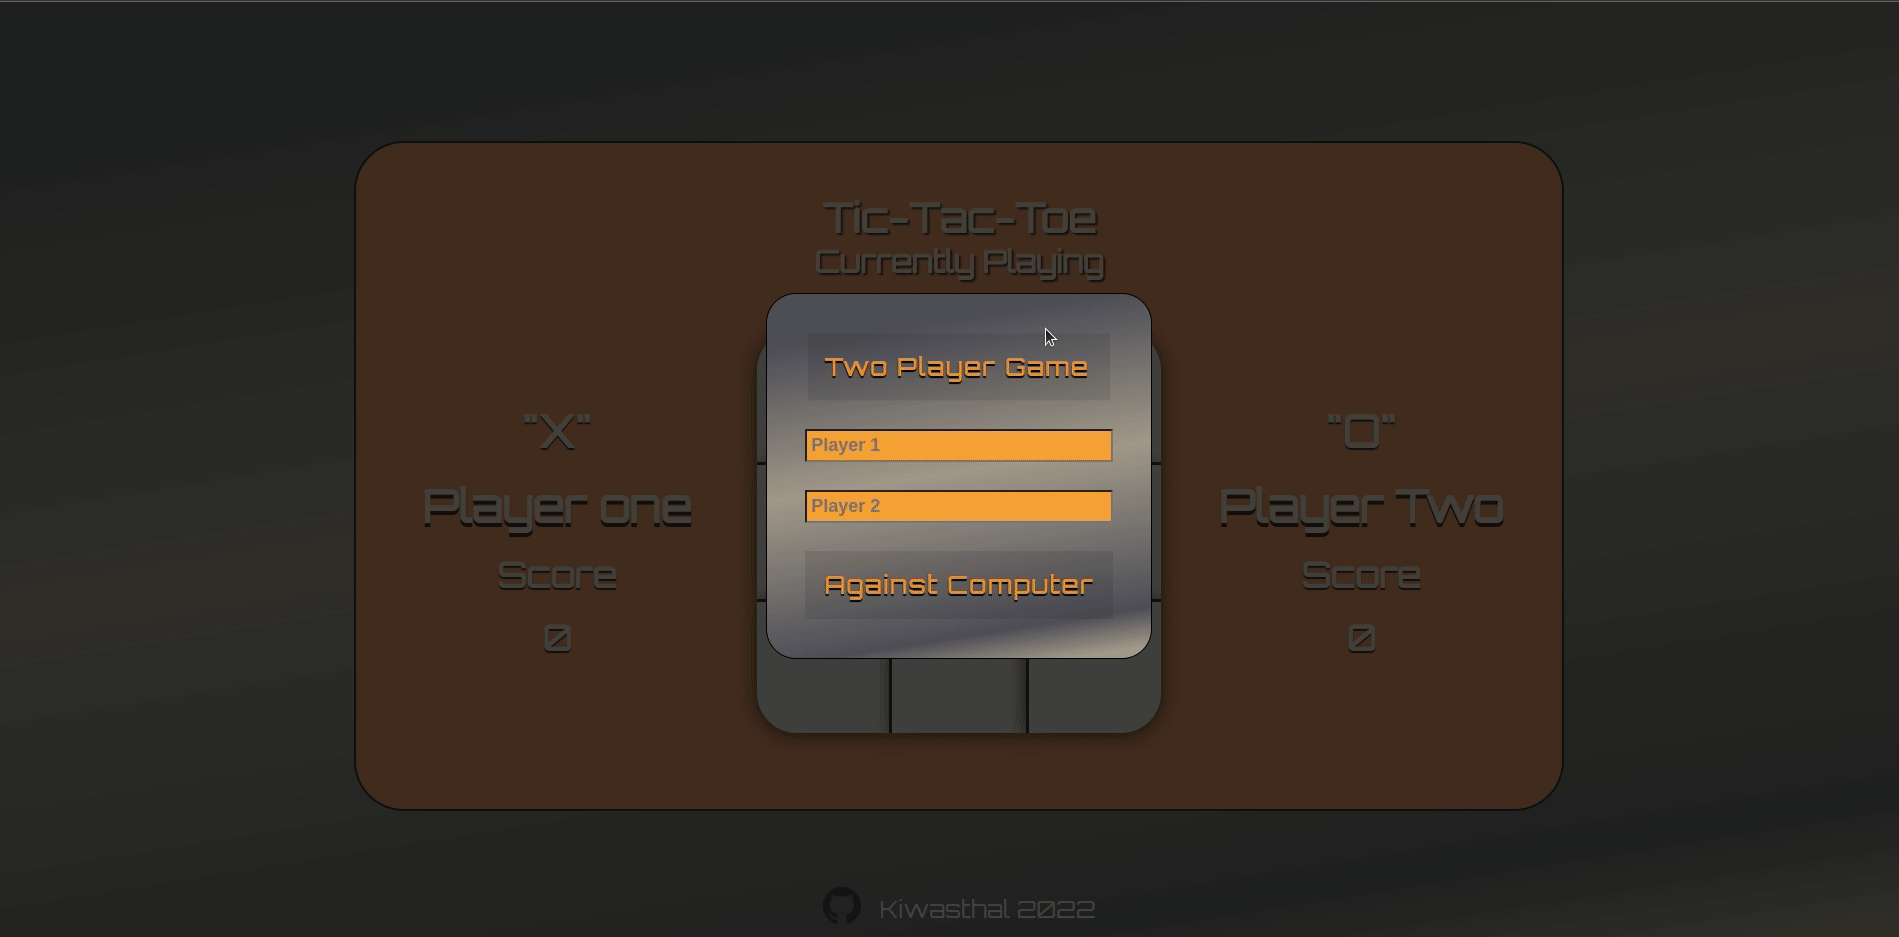 Tic-Tac-Toe
Currently Playing
Two Player Game
Player 1
Player 2
Against Computer
"X"
Player one
Score
0
"O"
Player Two
Score
0
Kiwasthal 2022